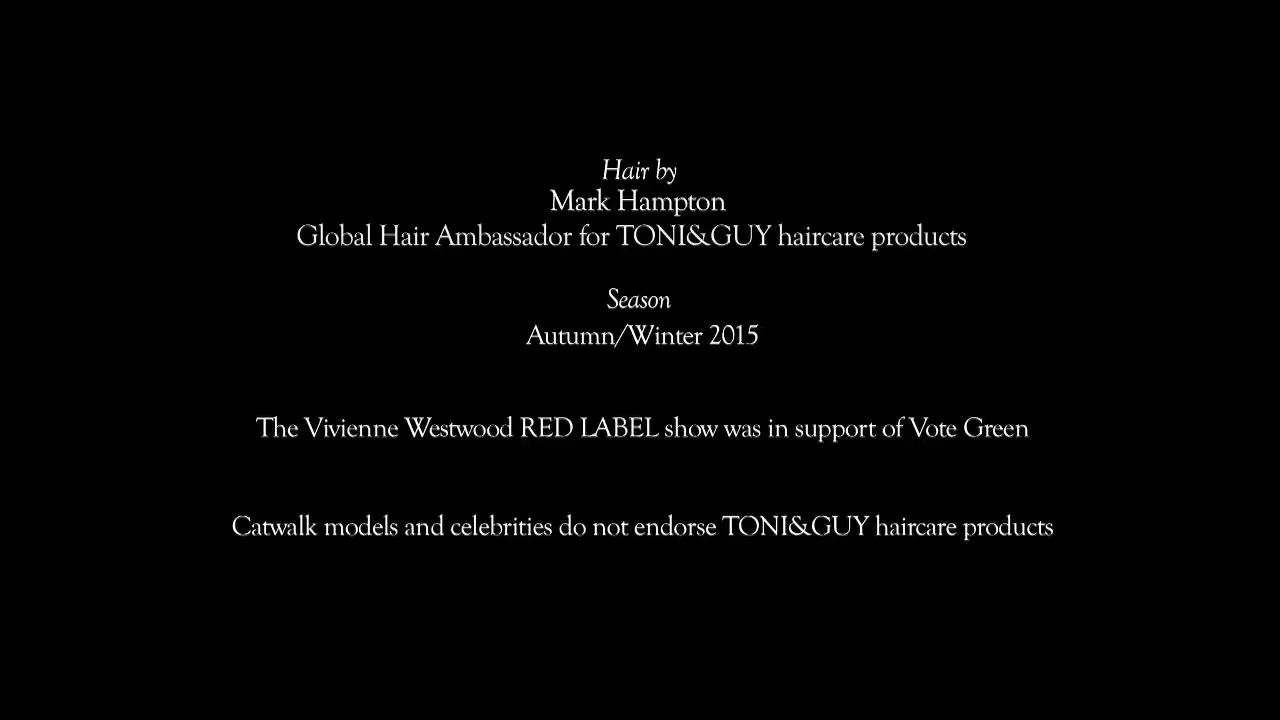 Hair by
Mark Hampton
Global Hair Ambassador for TONI&GUY haircare products
Season
Autumn/Winter 2015
The Vivienne Westwood RED LABEL show was in support of Vote Green
Catwalk models and celebrities do not endorse TONI&GUY haircare products